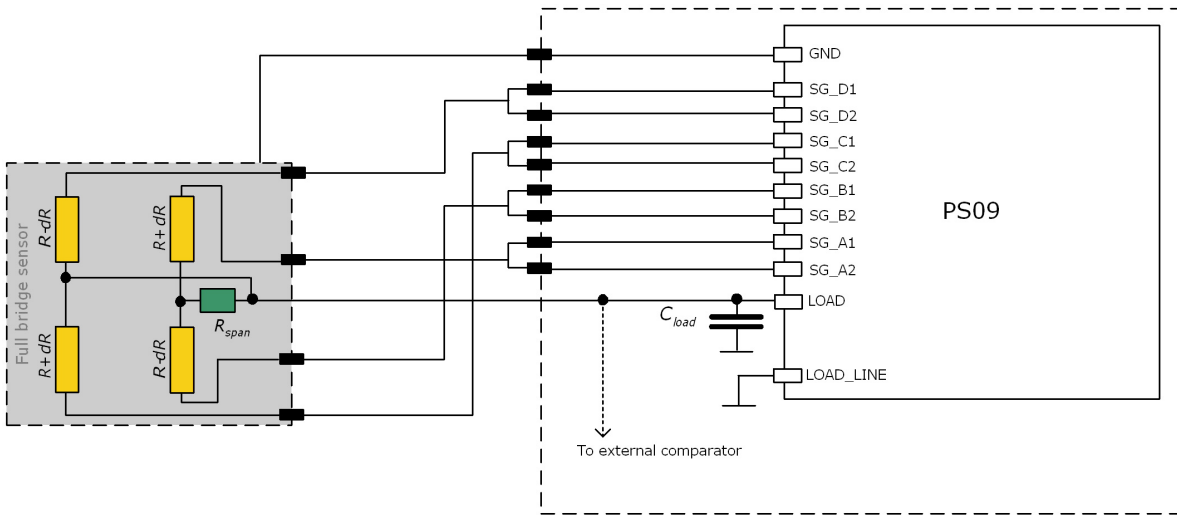 GND
SG_D1
SG_D2
SG_C1
SG_C2
SG_B1
SG_B2
SG_A1
SG_A2
LOAD
LOAD_LINE
PS09
Full bridge sensor
R-dR
R+dR
R+dR
R-dR
Rspan
Cload
To external comparator